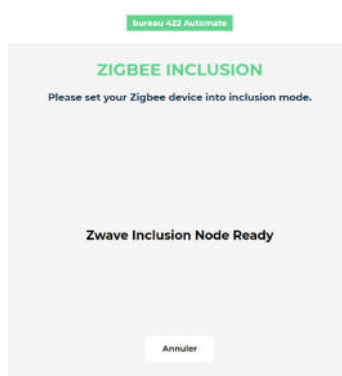 bureau 422 Automate
ZIGBEE INCLUSION
Please set your Zigbee device into inclusion mode.
Zwave Inclusion Node Ready
Annuler